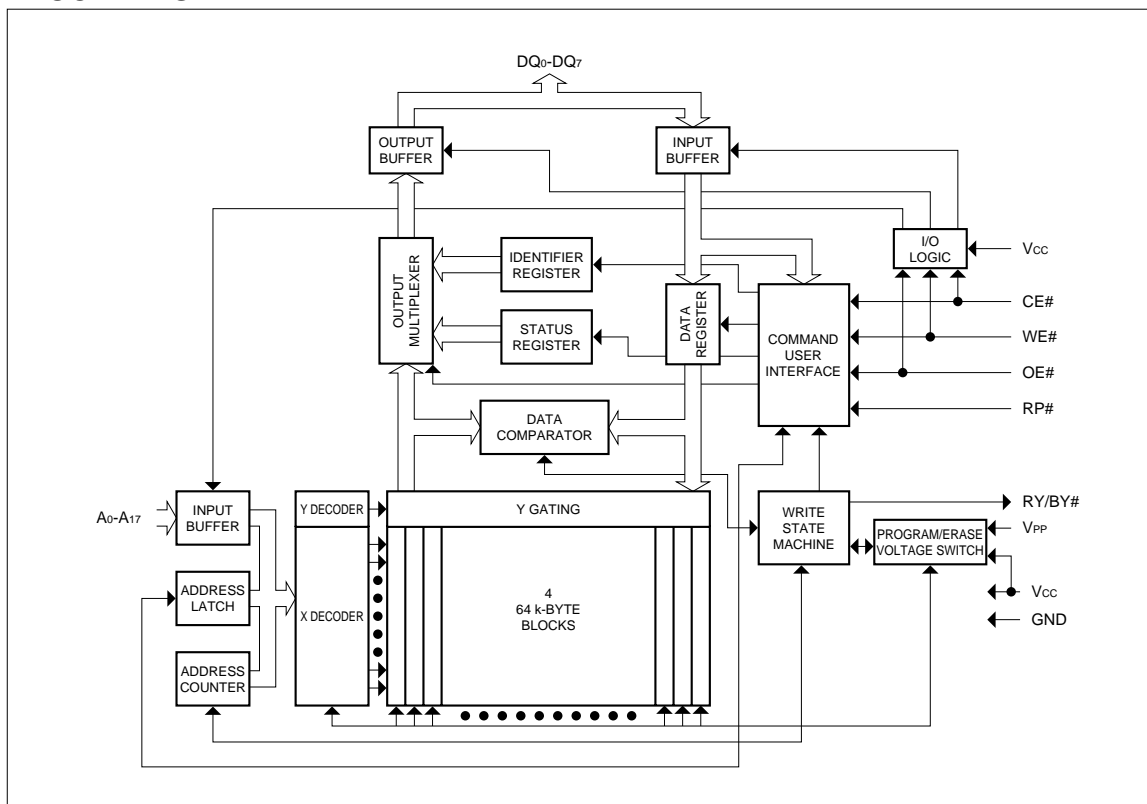 DQ0-DQ7
OUTPUT
BUFFER
INPUT
BUFFER
I/O
LOGIC
VCC
OUTPUT
MULTIPLEXER
IDENTIFIER
REGISTER
STATUS
REGISTER
DATA
REGISTER
COMMAND
USER
INTERFACE
CE#
WE#
OE#
RP#
DATA
COMPARATOR
A0-A17
INPUT
BUFFER
Y DECODER
Y GATING
WRITE
STATE
MACHINE
RY/BY#
VPP
PROGRAM/ERASE
VOLTAGE SWITCH
VCC
GND
ADDRESS
LATCH
X DECODER
4
64 k-BYTE
BLOCKS
ADDRESS
COUNTER